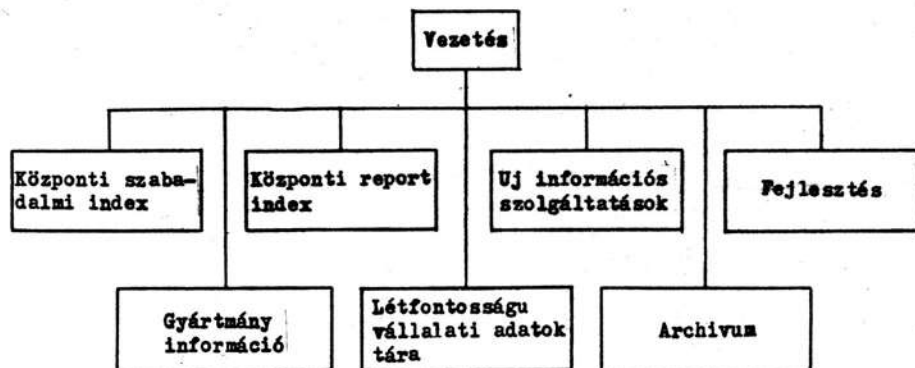 Vezetés
Központi szaba-
dalmi index
Központi report
index
Uj információs
szolgáltatások
Fejlesztés
Gyártmány
információ
Létfontosságu
vállalati adatok
tára
Archivum